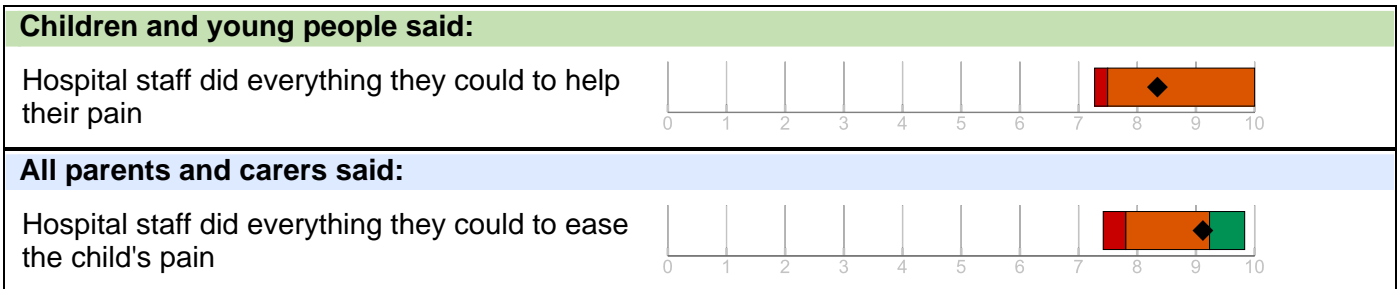 Children and young people said:
Hospital staff did everything they could to help
their pain
0 1 2 3 4 5 6 7 8 9 10
All parents and carers said:
Hospital staff did everything they could to ease
the child's pain
0 1 2 3 4 5 6 7 8 9 10